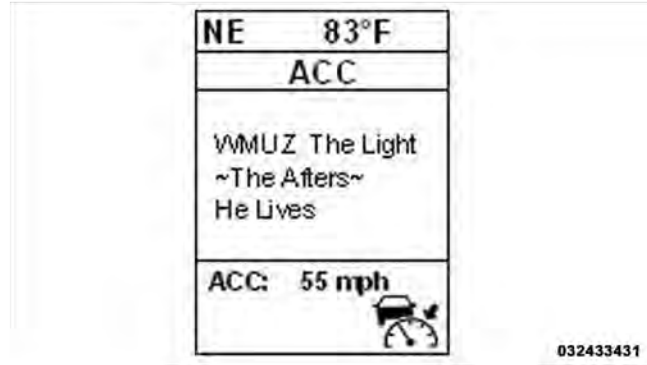 NE 83°F
ACC
WMUZ The Light
~The Afters~
He Lives
ACC: 55 mph
032433431